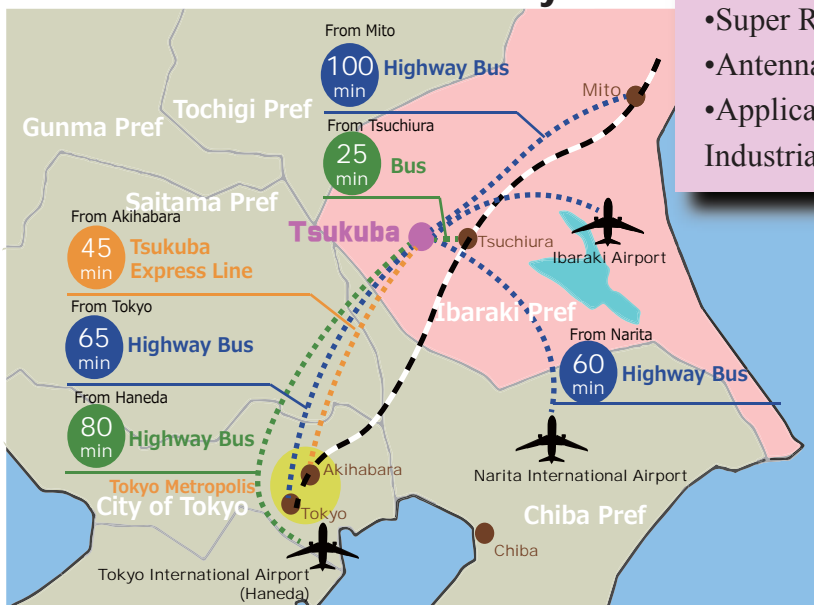 •Super R
•Antenna
•Applica
Industria
From Mito
100
min
Highway Bus
Mito
Tochigi Pref
Gunma Pref
From Tsuchiura
25
min
Bus
Saitama Pref
From Akihabara
45
min
Tsukuba
Express Line
Tsukuba
Tsuchiura
Ibaraki Airport
Ibaraki Pref
From Tokyo
65
min
Highway Bus
From Narita
60
min
Highway Bus
From Haneda
80
min
Highway Bus
Akihabara
Narita International Airport
Tokyo Metropolis
City of Tokyo
Tokyo
Chiba Pref
Chiba
Tokyo International Airport
(Haneda)